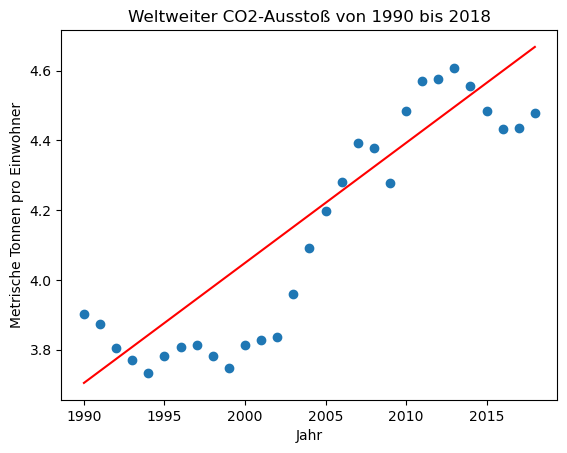 Weltweiter CO2-Ausstoß von 1990 bis 2018
Metrische Tonnen pro Einwohner
4.6
4.4
4.2
4.0
3.8
1990 1995 2000 2005 2010 2015
Jahr